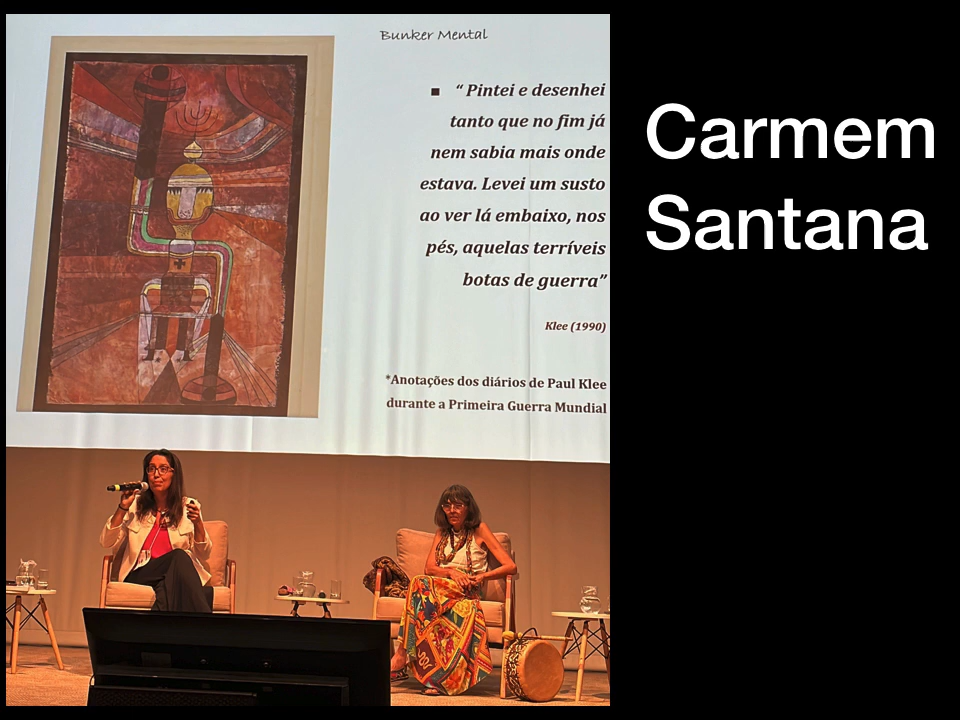 Bunker Mental
▪ “ Pintei e desenhei
tanto que no fim já
nem sabia mais onde
estava. Levei um susto
ao ver lá embaixo, nos
pés, aquelas terríveis
botas de guerra”
Klee (1990)
*Anotações dos diários de Paul Klee
durante a Primeira Guerra Mundial
Carmem
Santana